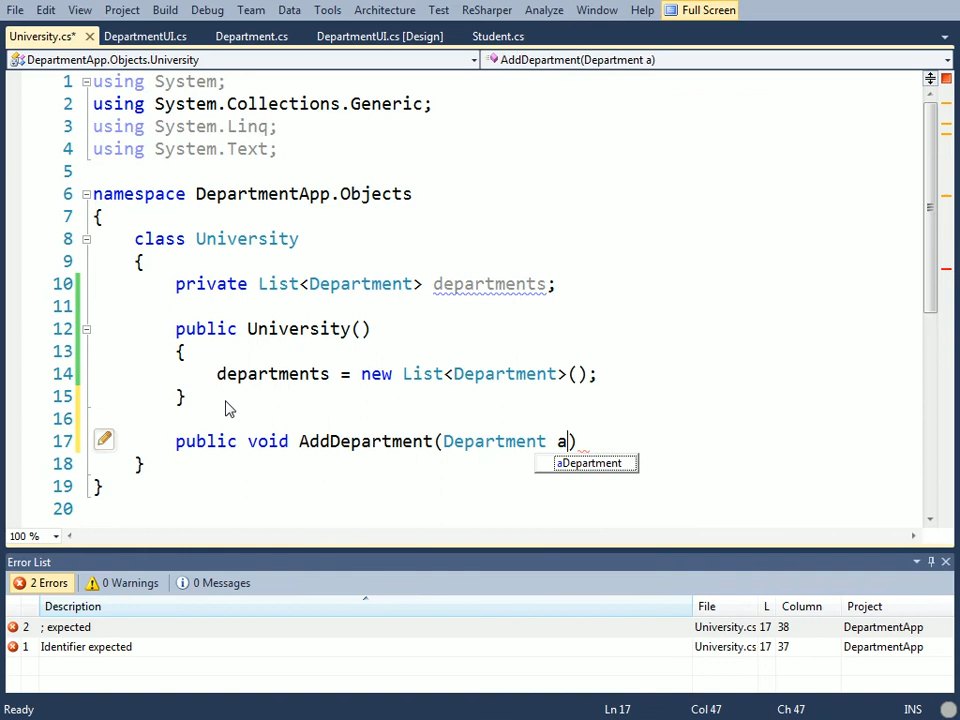 File Edit View Project Build Debug Team Data Tools Architecture Test ReSharper Analyze Window Help Full Screen
University.cs* DepartmentUI.cs Department.cs DepartmentUI.cs [Design] Student.cs
DepartmentApp.Objects.University AddDepartment(Department a)
1 using System;
2 using System.Collections.Generic;
3 using System.Linq;
4 using System.Text;
5
6 namespace DepartmentApp.Objects
7 {
8 class University
9 {
10 private List<Department> departments;
11
12 public University()
13 {
14 departments = new List<Department>();
15 }
16
17 public void AddDepartment(Department a)
aDepartment
18 }
19 }
20
100 %
Error List
2 Errors 0 Warnings 0 Messages
Description File L Column Project
2 ; expected University.cs 17 38 DepartmentApp
1 Identifier expected University.cs 17 37 DepartmentApp
Ready Ln 17 Col 47 Ch 47 INS